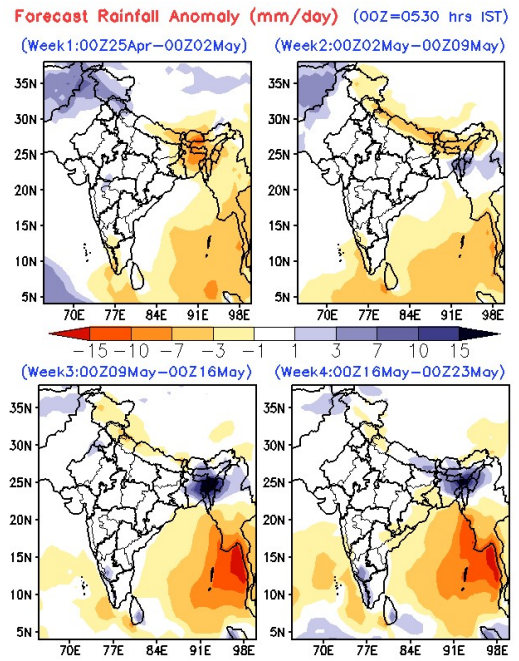 Forecast Rainfall Anomaly (mm/day) (00Z=0530 hrs IST)
(Week1:00Z25Apr-00Z02May) (Week2:00Z02May-00Z09May)
35N 35N
30N 30N
25N 25N
20N 20N
15N 15N
10N 10N
5N 5N
70E 77E 84E 91E 98E 70E 77E 84E 91E 98E
-15 -10 -7 -3 -1 1 3 7 10 15
(Week3:00Z09May-00Z16May) (Week4:00Z16May-00Z23May)
35N 35N
30N 30N
25N 25N
20N 20N
15N 15N
10N 10N
5N 5N
70E 77E 84E 91E 98E 70E 77E 84E 91E 98E